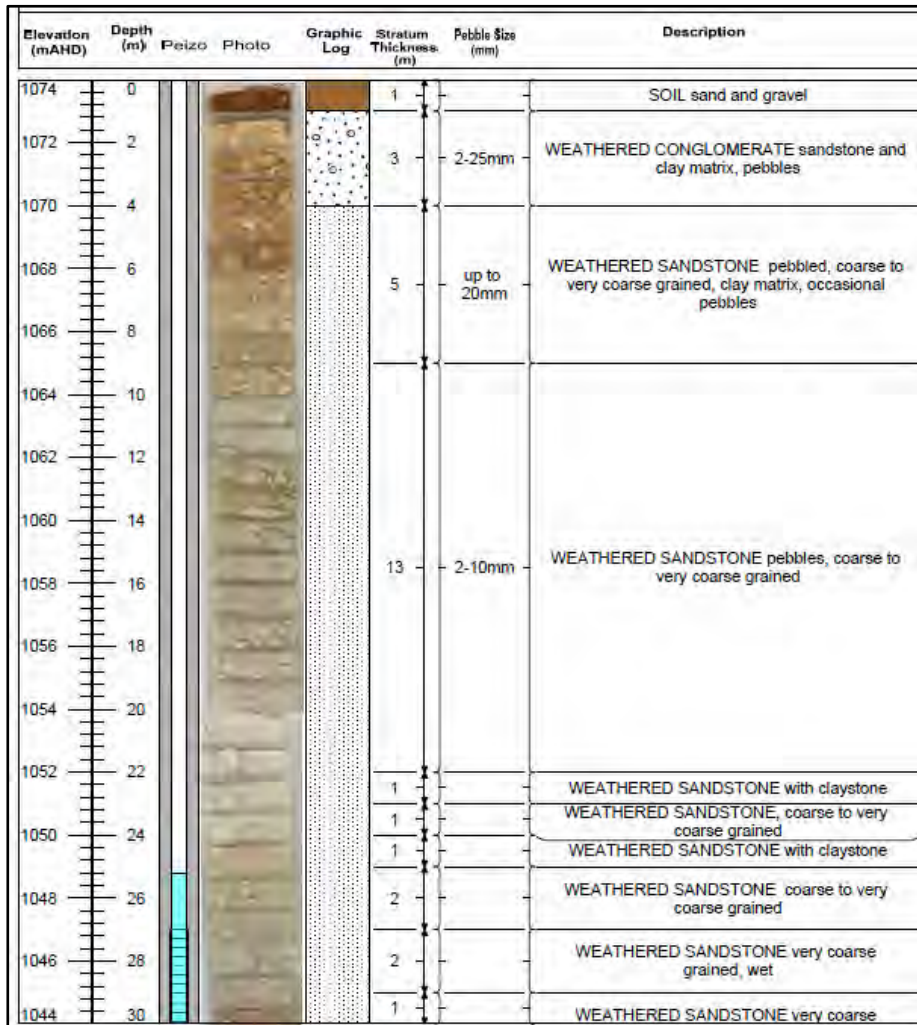 Elevation (mAHD) Depth (m) Peizo Photo Graphic Log Stratum Thickness (m) Pebble Size (mm) Description
1074 0 1 SOIL sand and gravel
1072 2 3 2-25mm WEATHERED CONGLOMERATE sandstone and
clay matrix, pebbles
1070 4
1068 6 5 up to
20mm WEATHERED SANDSTONE pebbled, coarse to
very coarse grained, clay matrix, occasional
pebbles
1066 8
1064 10
1062 12
1060 14
13 2-10mm WEATHERED SANDSTONE pebbles, coarse to
very coarse grained
1058 16
1056 18
1054 20
1052 22
1 WEATHERED SANDSTONE with claystone
1 WEATHERED SANDSTONE, coarse to very
coarse grained
1050 24
1 WEATHERED SANDSTONE with claystone
1048 26 2 WEATHERED SANDSTONE coarse to very
coarse grained
1046 28 2 WEATHERED SANDSTONE very coarse
grained, wet
1044 30 1 WEATHERED SANDSTONE very coarse